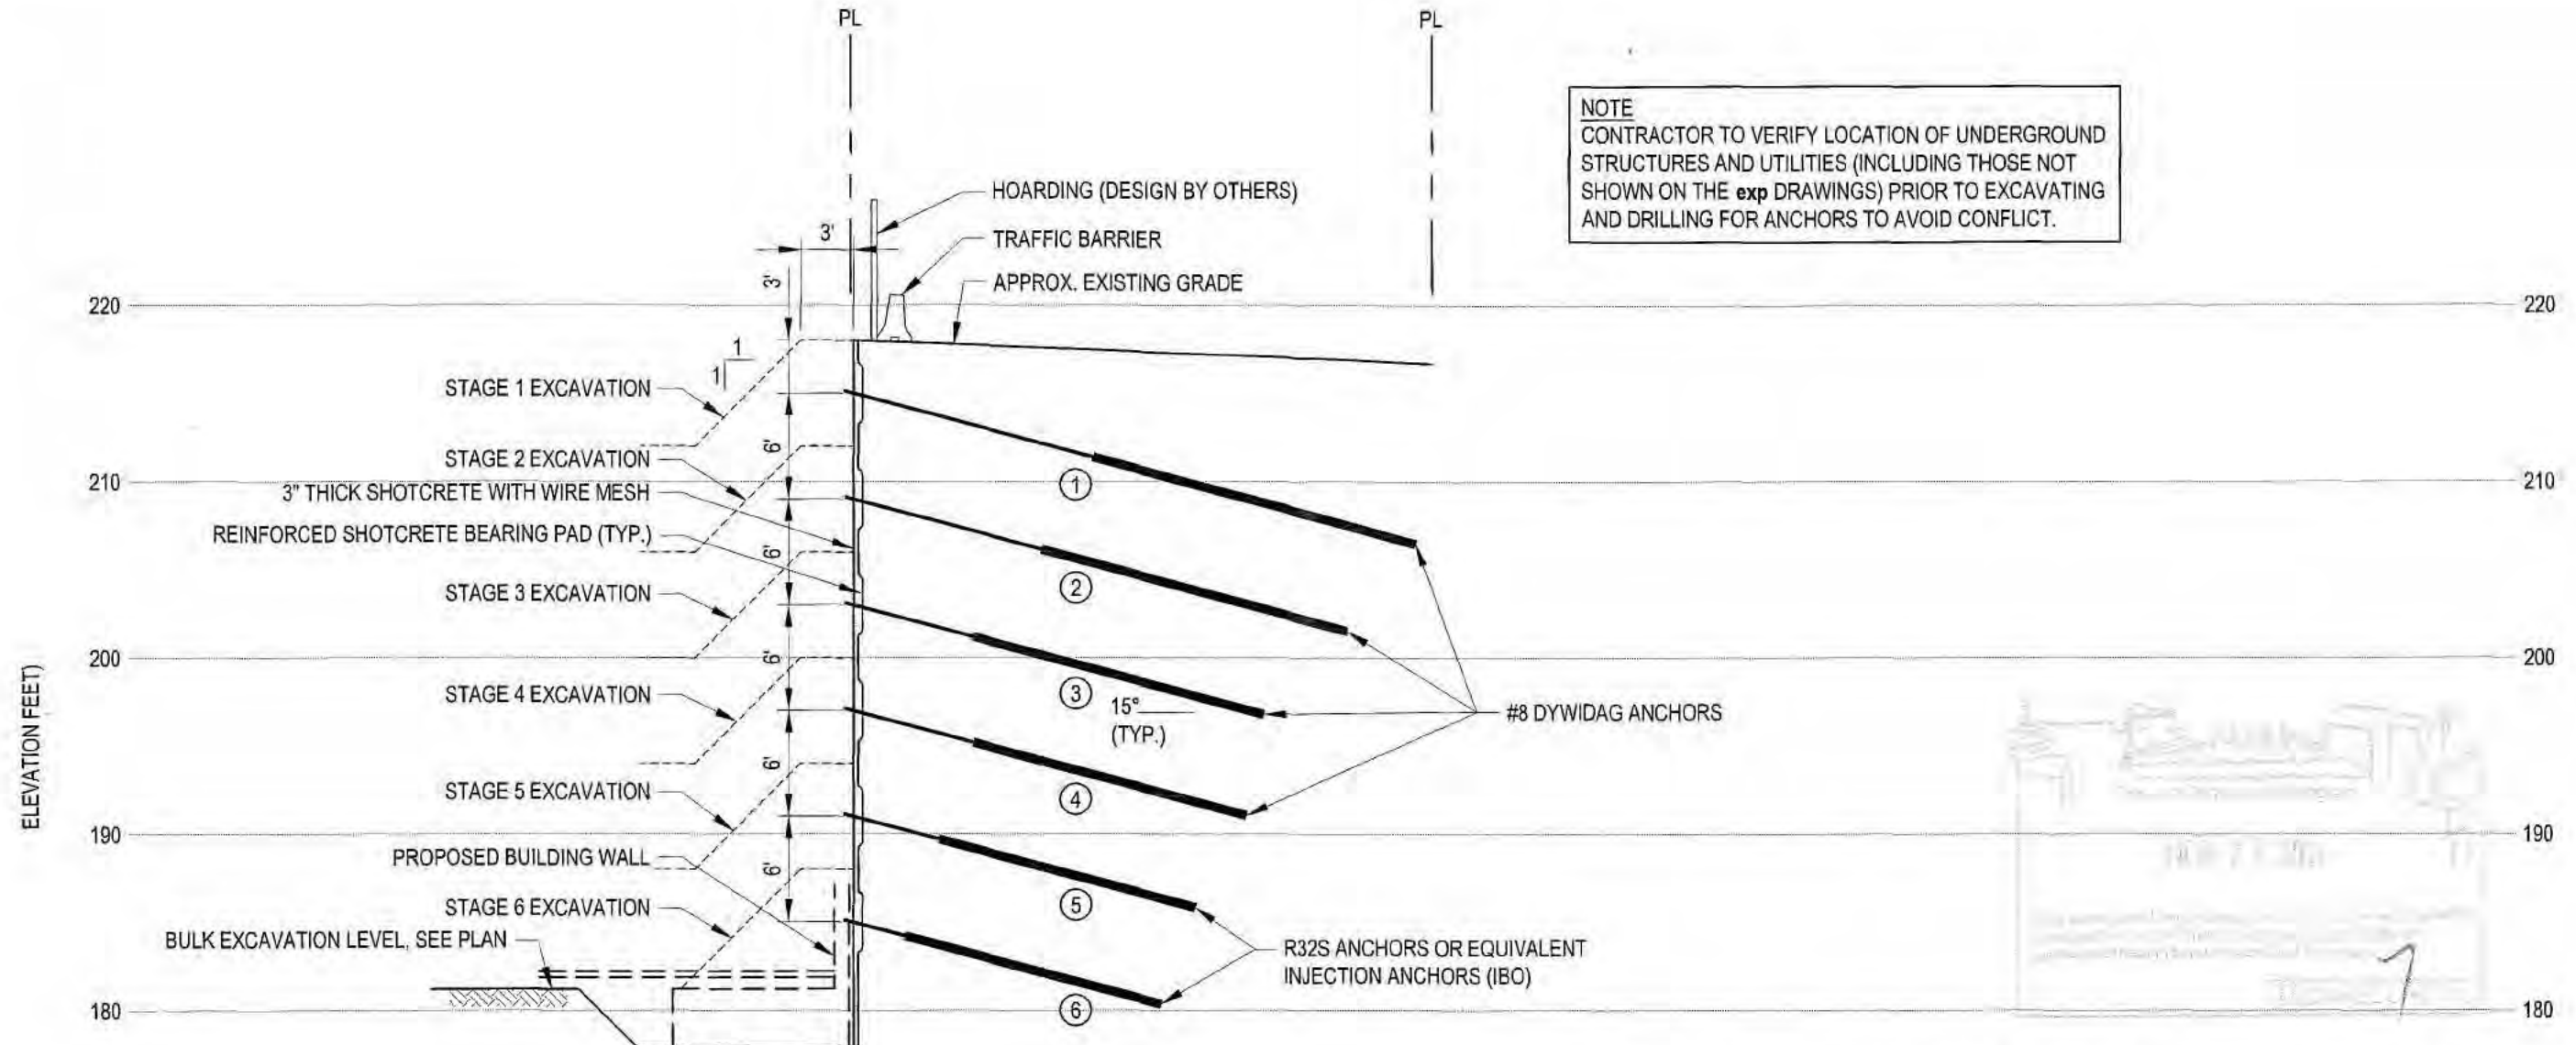 PL
PL
NOTE
CONTRACTOR TO VERIFY LOCATION OF UNDERGROUND
STRUCTURES AND UTILITIES (INCLUDING THOSE NOT
SHOWN ON THE exp DRAWINGS) PRIOR TO EXCAVATING
AND DRILLING FOR ANCHORS TO AVOID CONFLICT.
HOARDING (DESIGN BY OTHERS)
TRAFFIC BARRIER
APPROX. EXISTING GRADE
3'
3'
220
220
1
1
STAGE 1 EXCAVATION
6'
STAGE 2 EXCAVATION
210
210
3" THICK SHOTCRETE WITH WIRE MESH
1
REINFORCED SHOTCRETE BEARING PAD (TYP.)
6'
STAGE 3 EXCAVATION
2
200
200
6'
ELEVATION FEET)
STAGE 4 EXCAVATION
3
15°
(TYP.)
#8 DYWIDAG ANCHORS
6'
STAGE 5 EXCAVATION
4
190
190
PROPOSED BUILDING WALL
6'
STAGE 6 EXCAVATION
5
BULK EXCAVATION LEVEL, SEE PLAN
R32S ANCHORS OR EQUIVALENT
INJECTION ANCHORS (IBO)
180
180
6